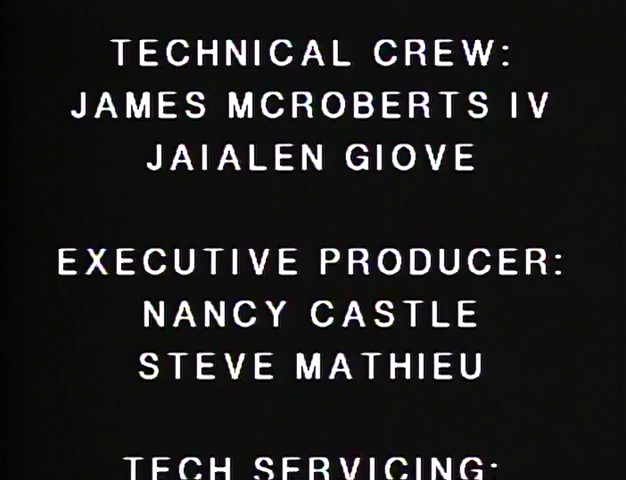 TECHNICAL CREW:
JAMES MCROBERTS IV
JAIALEN GIOVE
EXECUTIVE PRODUCER:
NANCY CASTLE
STEVE MATHIEU
TECH SERVICING: